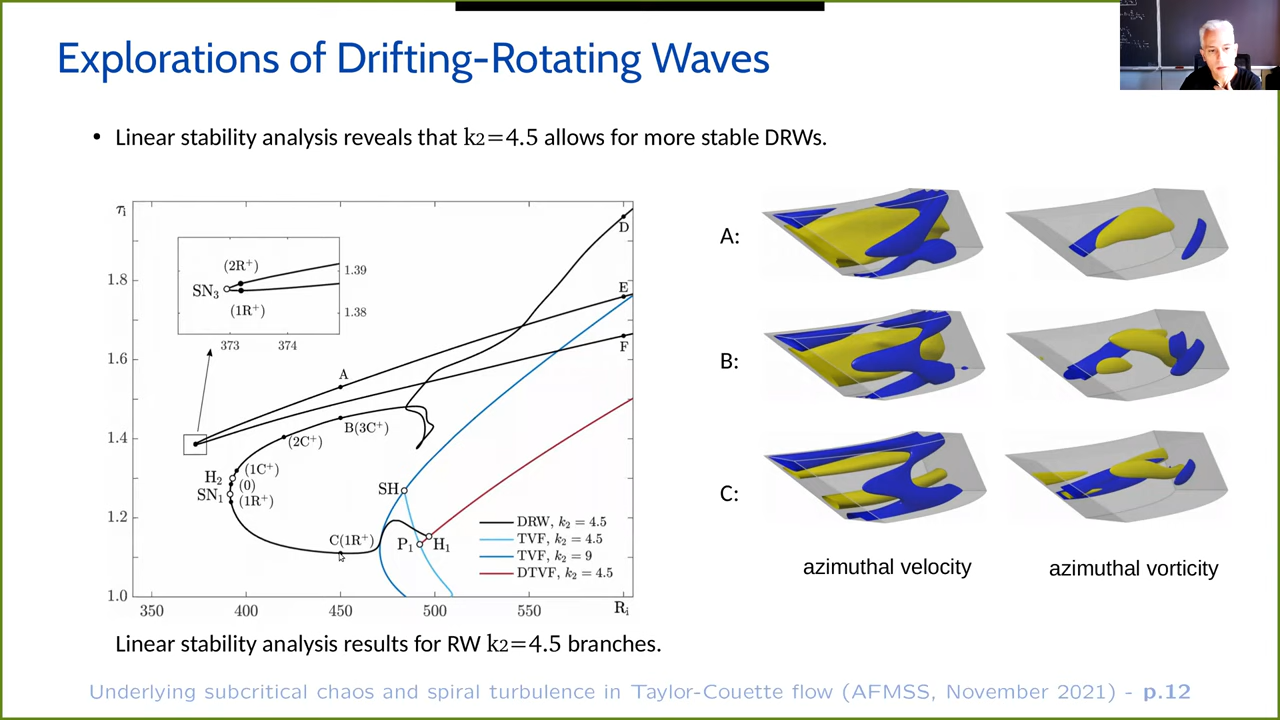 Explorations of Drifting-Rotating Waves
• Linear stability analysis reveals that k2=4.5 allows for more stable DRWs.
τi
1.8
1.6
1.4
1.2
1.0
350
400
450
500
550
Ri
(2R⁺)
SN3
(1R⁺)
1.39
1.38
373
374
D
E
F
A
B(3C⁺)
(2C⁺)
H2
(1C⁺)
(0)
SN1
(1R⁺)
C(1R⁺)
SH
P1
H1
DRW, k2 = 4.5
TVF, k2 = 4.5
TVF, k2 = 9
DTVF, k2 = 4.5
A:
B:
C:
azimuthal velocity
azimuthal vorticity
Linear stability analysis results for RW k2=4.5 branches.
Underlying subcritical chaos and spiral turbulence in Taylor-Couette flow (AFMSS, November 2021) - p.12